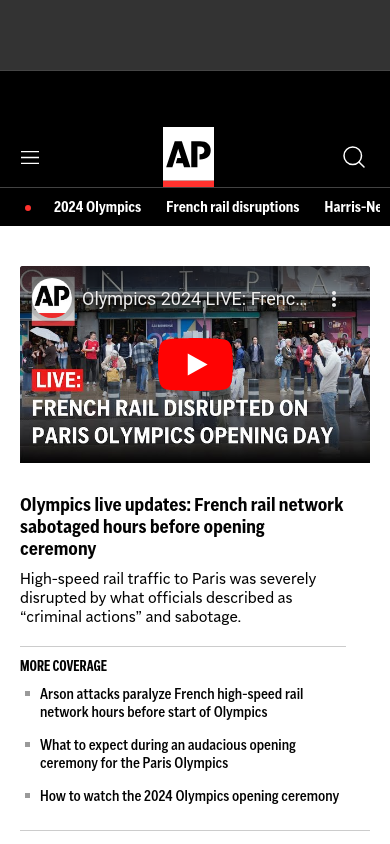 AP
2024 Olympics French rail disruptions Harris-Ne
O N T P A
AP Olympics 2024 LIVE: Frenc...
LIVE:
FRENCH RAIL DISRUPTED ON
PARIS OLYMPICS OPENING DAY
Olympics live updates: French rail network
sabotaged hours before opening
ceremony
High-speed rail traffic to Paris was severely
disrupted by what officials described as
“criminal actions” and sabotage.
MORE COVERAGE
Arson attacks paralyze French high-speed rail
network hours before start of Olympics
What to expect during an audacious opening
ceremony for the Paris Olympics
How to watch the 2024 Olympics opening ceremony